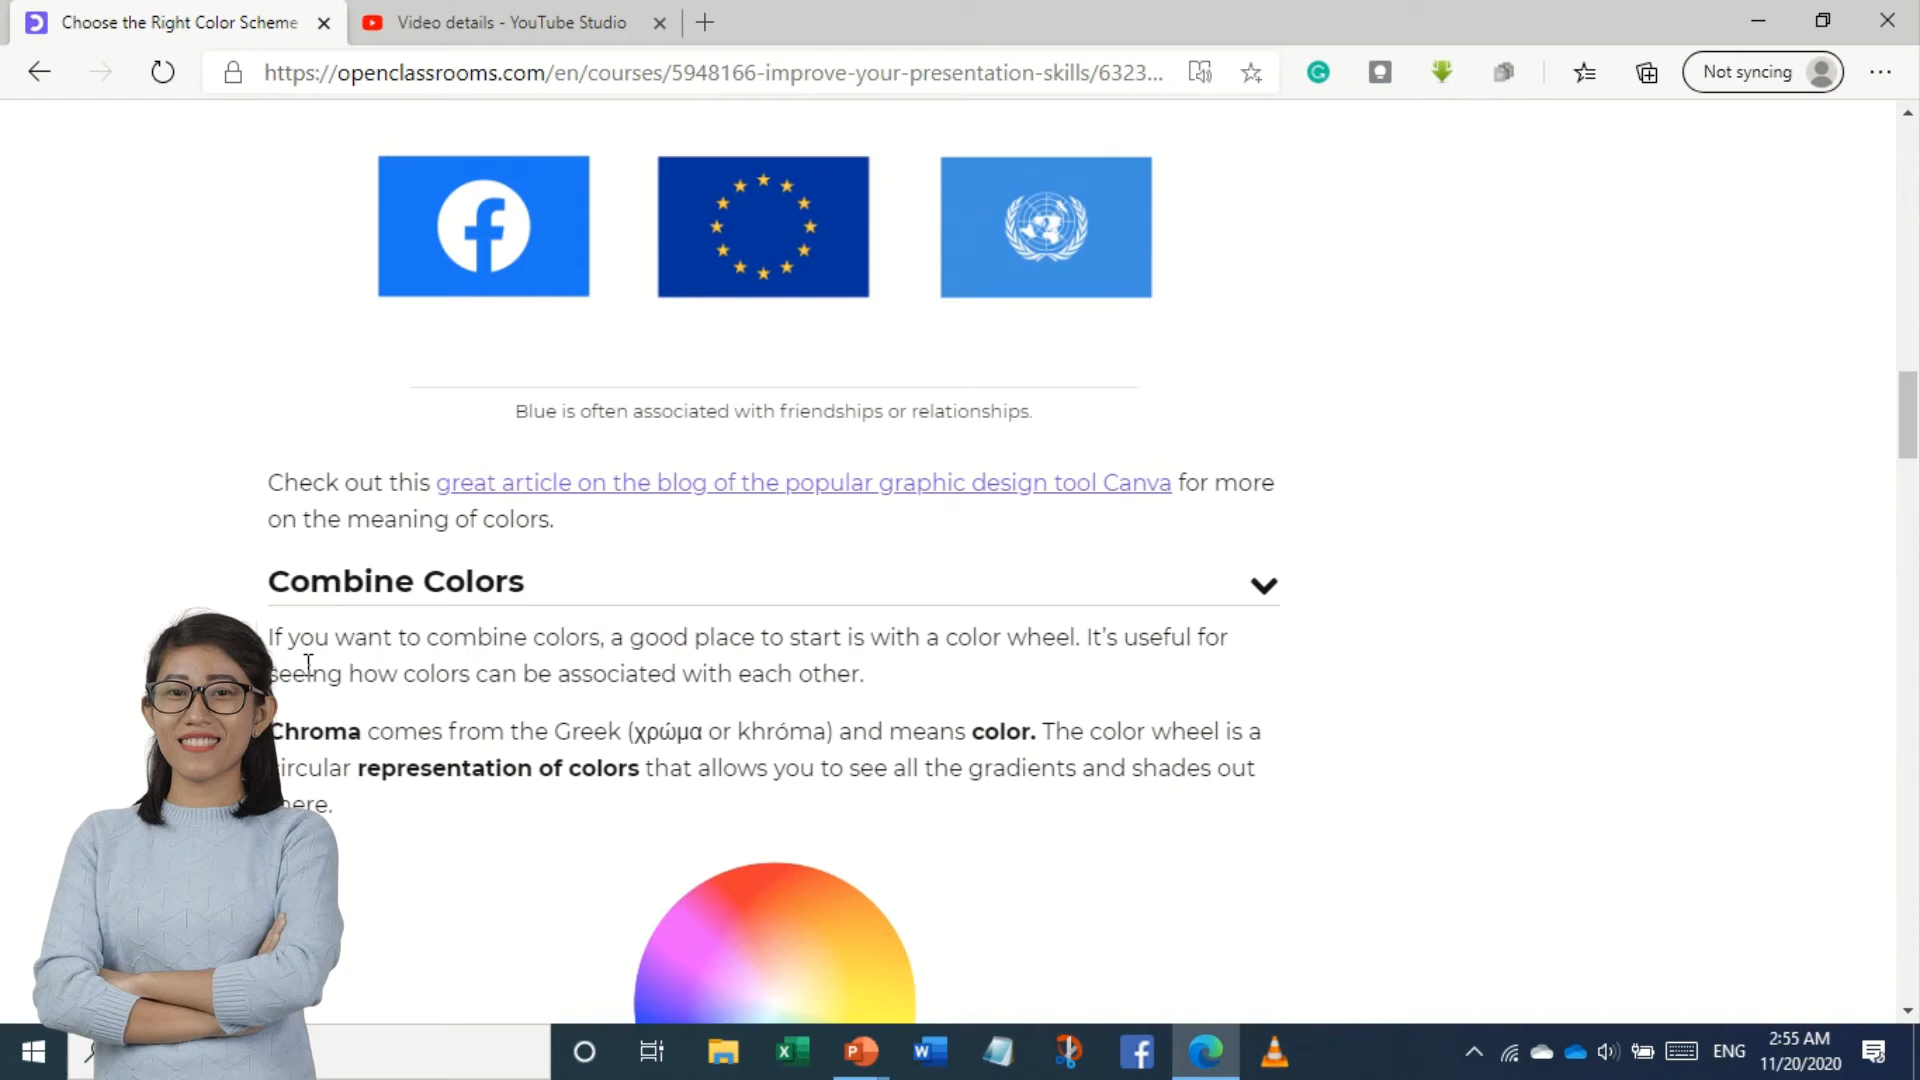 Choose the Right Color Scheme
Video details - YouTube Studio
https://openclassrooms.com/en/courses/5948166-improve-your-presentation-skills/6323...
Not syncing
Blue is often associated with friendships or relationships.
Check out this great article on the blog of the popular graphic design tool Canva for more
on the meaning of colors.
Combine Colors
If you want to combine colors, a good place to start is with a color wheel. It's useful for
seeing how colors can be associated with each other.
Chroma comes from the Greek (χρώμα or khróma) and means color. The color wheel is a
circular representation of colors that allows you to see all the gradients and shades out
there.
ENG
2:55 AM
11/20/2020